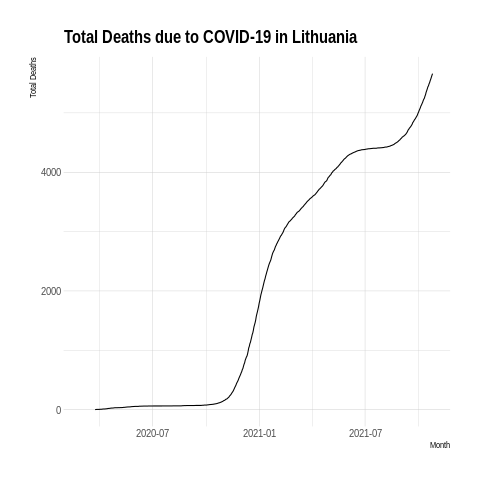 Total Deaths due to COVID-19 in Lithuania
Total Deaths
4000
2000
0
2020-07 2021-01 2021-07
Month